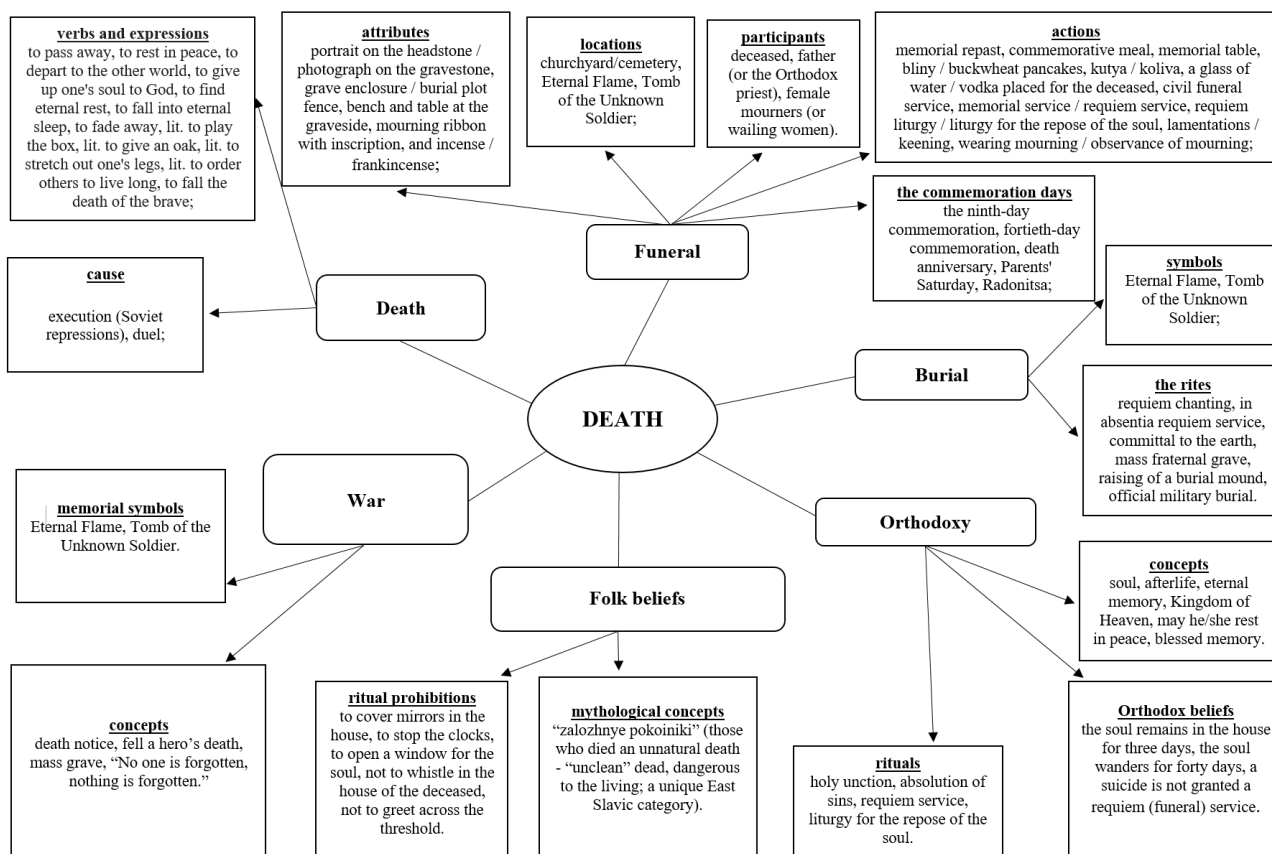 verbs and expressions
to pass away, to rest in peace, to
depart to the other world, to give
up one's soul to God, to find
eternal rest, to fall into eternal
sleep, to fade away, lit. to play
the box, lit. to give an oak, lit. to
stretch out one's legs, lit. to order
others to live long, to fall the
death of the brave;
attributes
portrait on the headstone /
photograph on the gravestone,
grave enclosure / burial plot
fence, bench and table at the
graveside, mourning ribbon
with inscription, and incense /
frankincense;
locations
churchyard/cemetery,
Eternal Flame, Tomb of
the Unknown
Soldier;
participants
deceased, father
(or the Orthodox
priest), female
mourners (or
wailing women).
actions
memorial repast, commemorative meal, memorial table,
bliny / buckwheat pancakes, kutya / koliva, a glass of
water / vodka placed for the deceased, civil funeral
service, memorial service / requiem service, requiem
liturgy / liturgy for the repose of the soul, lamentations /
keening, wearing mourning / observance of mourning;
the commemoration days
the ninth-day
commemoration, fortieth-day
commemoration, death
anniversary, Parents'
Saturday, Radonitsa;
Funeral
cause
execution (Soviet
repressions), duel;
Death
symbols
Eternal Flame, Tomb
of the Unknown
Soldier;
Burial
DEATH
the rites
requiem chanting, in
absentia requiem service,
committal to the earth,
mass fraternal grave,
raising of a burial mound,
official military burial.
War
memorial symbols
Eternal Flame, Tomb of the
Unknown Soldier.
Orthodoxy
Folk beliefs
concepts
soul, afterlife, eternal
memory, Kingdom of
Heaven, may he/she rest
in peace, blessed memory.
concepts
death notice, fell a hero’s death,
mass grave, “No one is forgotten,
nothing is forgotten.”
ritual prohibitions
to cover mirrors in the
house, to stop the clocks,
to open a window for the
soul, not to whistle in the
house of the deceased,
not to greet across the
threshold.
mythological concepts
“zalozhnye pokoiniki” (those
who died an unnatural death
- “unclean” dead, dangerous
to the living; a unique East
Slavic category).
rituals
holy unction, absolution of
sins, requiem service,
liturgy for the repose of the
soul.
Orthodox beliefs
the soul remains in the house
for three days, the soul
wanders for forty days, a
suicide is not granted a
requiem (funeral) service.